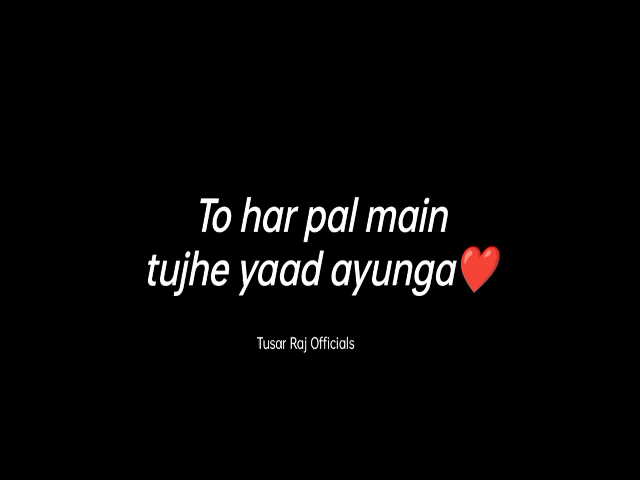 To har pal main
tujhe yaad ayunga❤️
Tusar Raj Officials